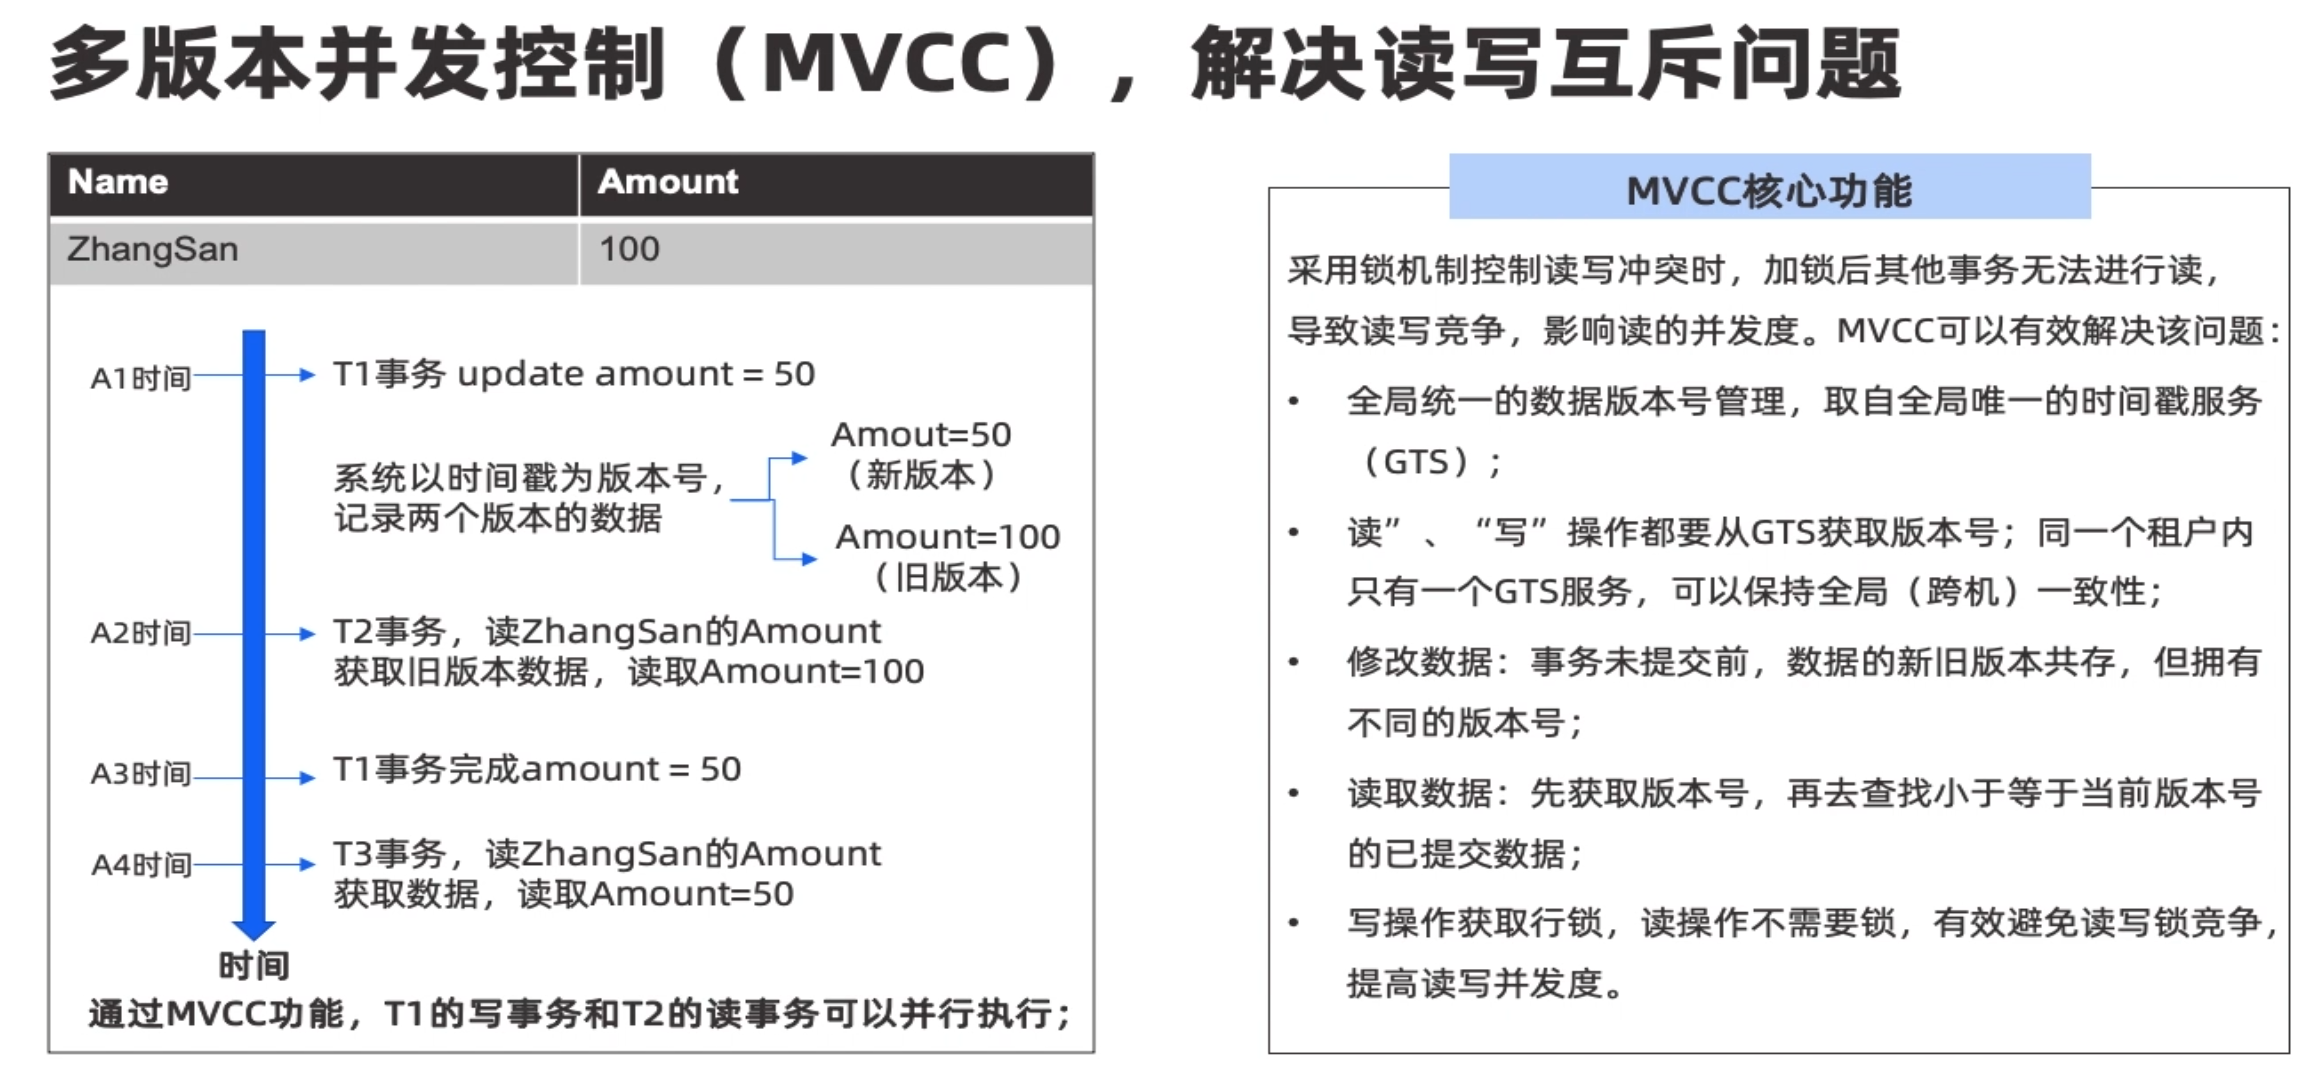 多版本并发控制（MVCC），解决读写互斥问题
Name
Amount
ZhangSan
100
A1时间
T1事务 update amount = 50
系统以时间戳为版本号，
记录两个版本的数据
Amout=50
（新版本）
Amount=100
（旧版本）
A2时间
T2事务，读ZhangSan的Amount
获取旧版本数据，读取Amount=100
A3时间
T1事务完成amount = 50
A4时间
T3事务，读ZhangSan的Amount
获取数据，读取Amount=50
时间
通过MVCC功能，T1的写事务和T2的读事务可以并行执行；
MVCC核心功能
采用锁机制控制读写冲突时，加锁后其他事务无法进行读，
导致读写竞争，影响读的并发度。MVCC可以有效解决该问题：
• 全局统一的数据版本号管理，取自全局唯一的时间戳服务
（GTS）；
• 读”、“写”操作都要从GTS获取版本号；同一个租户内
只有一个GTS服务，可以保持全局（跨机）一致性；
• 修改数据：事务未提交前，数据的新旧版本共存，但拥有
不同的版本号；
• 读取数据：先获取版本号，再去查找小于等于当前版本号
的已提交数据；
• 写操作获取行锁，读操作不需要锁，有效避免读写锁竞争，
提高读写并发度。